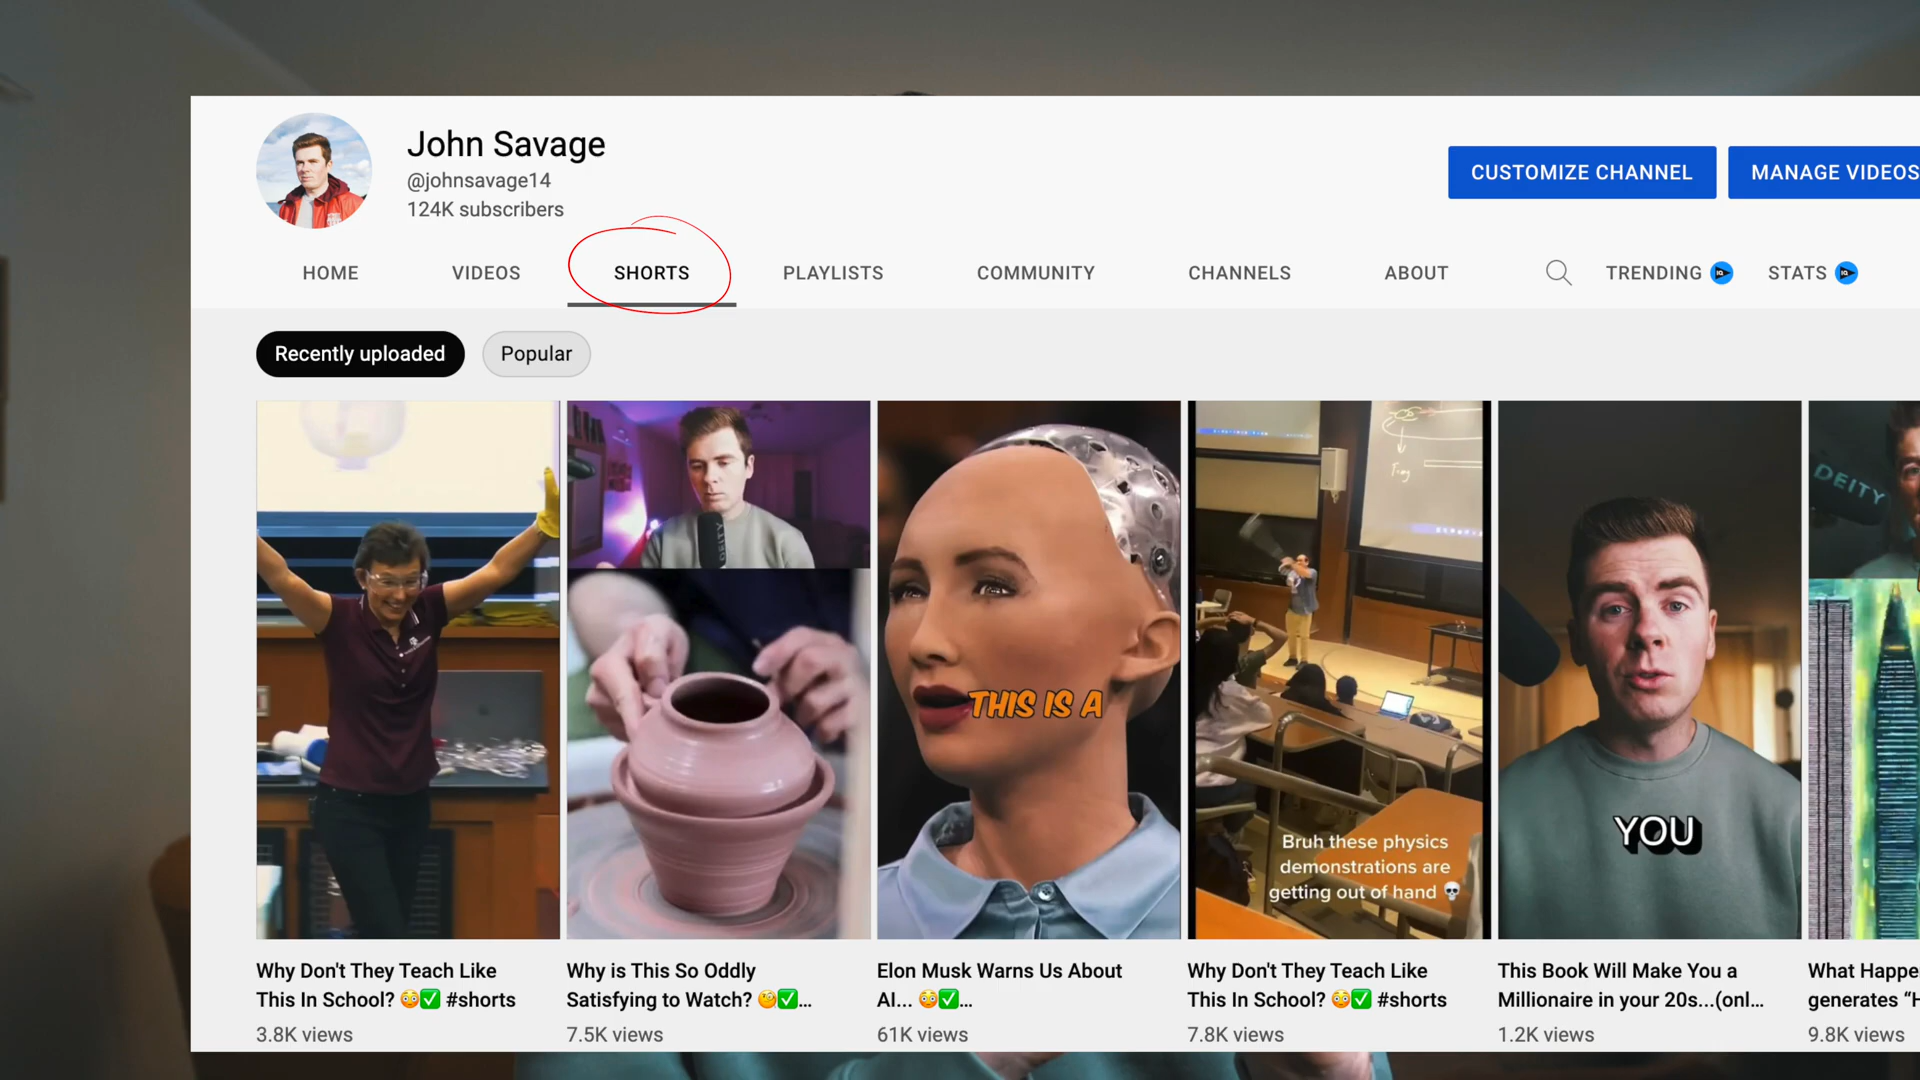 John Savage
@johnsavage14
124K subscribers
CUSTOMIZE CHANNEL
MANAGE VIDEOS
HOME
VIDEOS
SHORTS
PLAYLISTS
COMMUNITY
CHANNELS
ABOUT
TRENDING
STATS
Recently uploaded
Popular
DEITY
THIS IS A
Bruh these physics
demonstrations are
getting out of hand 💀
YOU
DEITY
Why Don't They Teach Like
This In School? 😳✅ #shorts
3.8K views
Why is This So Oddly
Satisfying to Watch? 🧐✅...
7.5K views
Elon Musk Warns Us About
AI... 😳✅...
61K views
Why Don't They Teach Like
This In School? 😳✅ #shorts
7.8K views
This Book Will Make You a
Millionaire in your 20s...(onl...
1.2K views
What Happe
generates “H
9.8K views